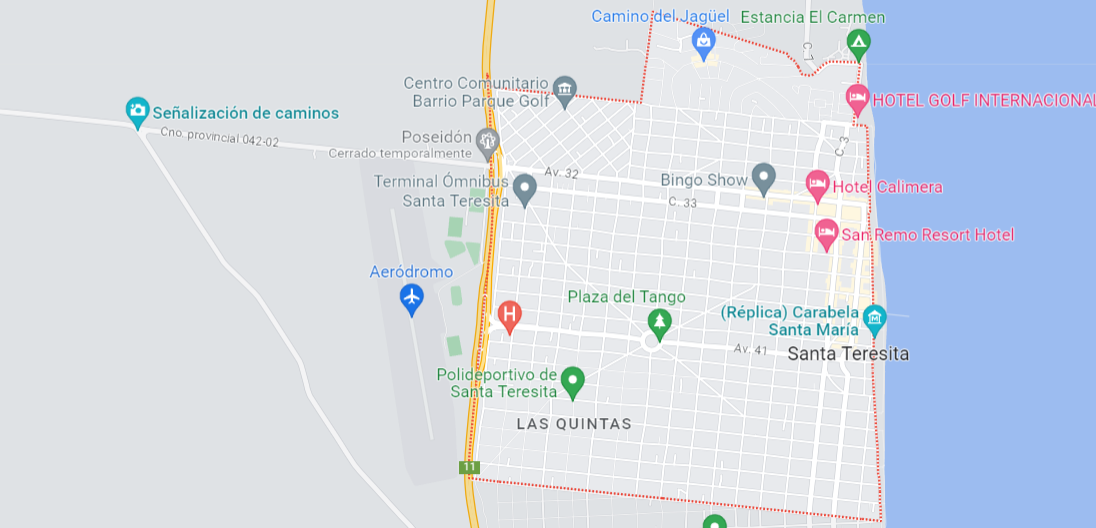 Camino del Jagüel
Estancia El Carmen
C. 7
Centro Comunitario
Barrio Parque Golf
HOTEL GOLF INTERNACIONAL
Señalización de caminos
Cno. provincial 042-02
Poseidón
Cerrado temporalmente
C. 3
Av. 32
Terminal Ómnibus
Santa Teresita
Bingo Show
Hotel Calimera
C. 33
San Remo Resort Hotel
Aeródromo
Plaza del Tango
H
(Réplica) Carabela
Santa María
Av. 41
Santa Teresita
Polideportivo de
Santa Teresita
LAS QUINTAS
11